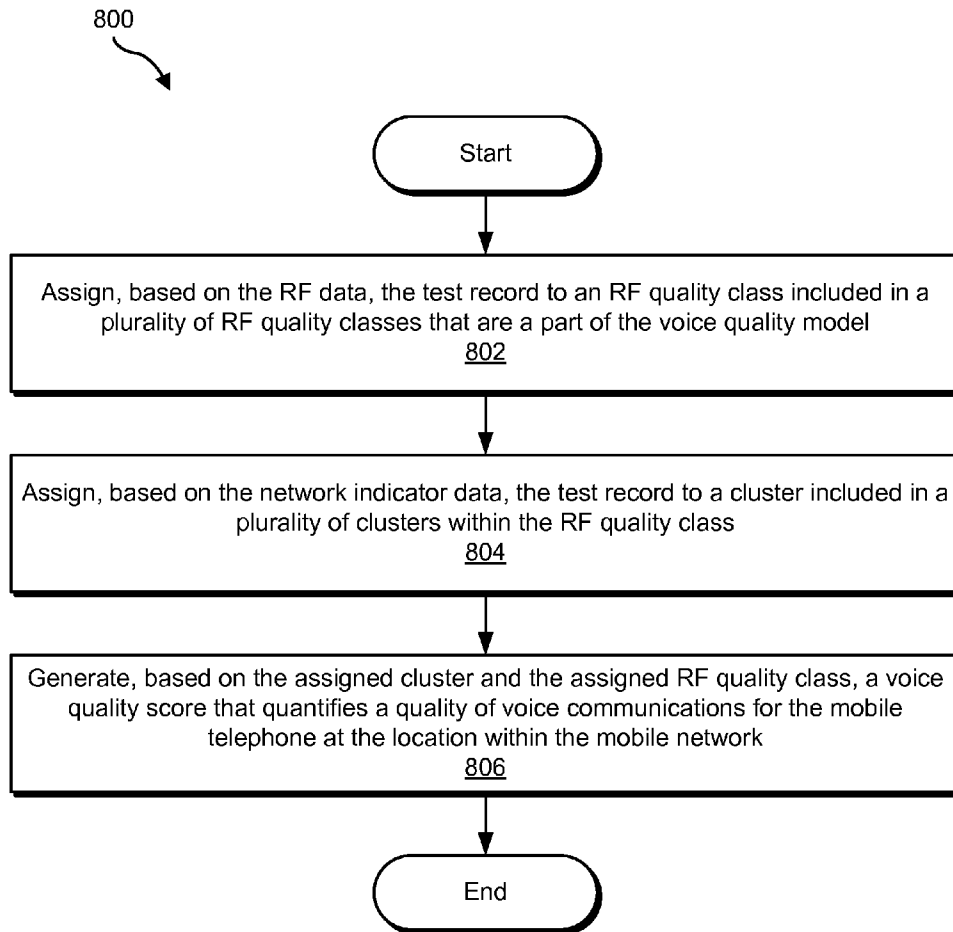 800
Start
Assign, based on the RF data, the test record to an RF quality class included in a
plurality of RF quality classes that are a part of the voice quality model
802
Assign, based on the network indicator data, the test record to a cluster included in a
plurality of clusters within the RF quality class
804
Generate, based on the assigned cluster and the assigned RF quality class, a voice
quality score that quantifies a quality of voice communications for the mobile
telephone at the location within the mobile network
806
End